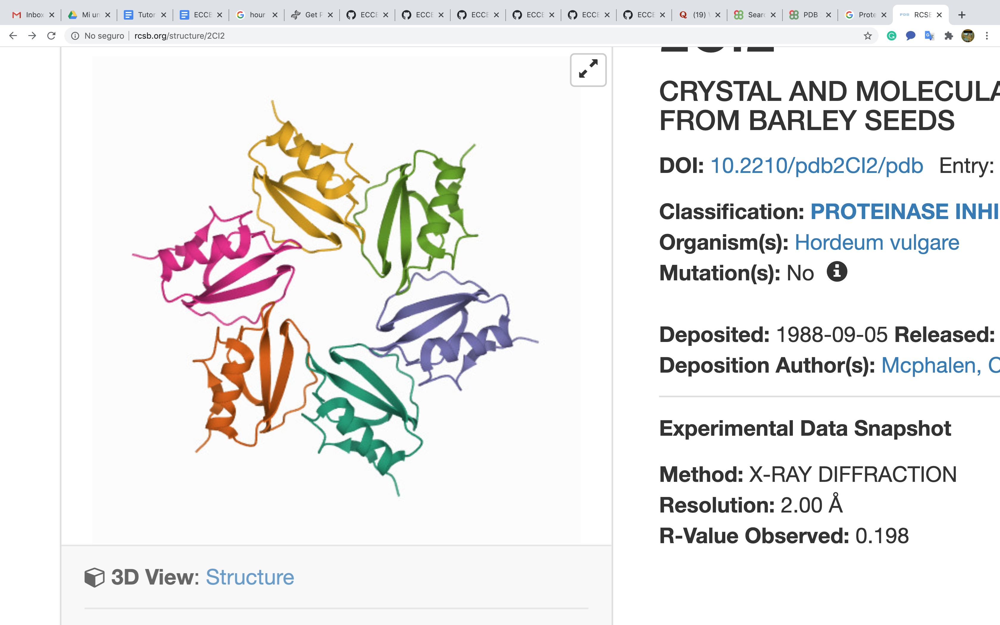 Inbox Mi un Tutor ECCE hour Get ECCE ECCE ECCE ECCE ECCE ECCE (19) Sear PDB Prote RCSB
No seguro rcsb.org/structure/2CI2
CRYSTAL AND MOLECULA
FROM BARLEY SEEDS
DOI: 10.2210/pdb2CI2/pdb Entry:
Classification: PROTEINASE INHI
Organism(s): Hordeum vulgare
Mutation(s): No
Deposited: 1988-09-05 Released:
Deposition Author(s): Mcphalen, C
Experimental Data Snapshot
Method: X-RAY DIFFRACTION
Resolution: 2.00 Å
R-Value Observed: 0.198
3D View: Structure